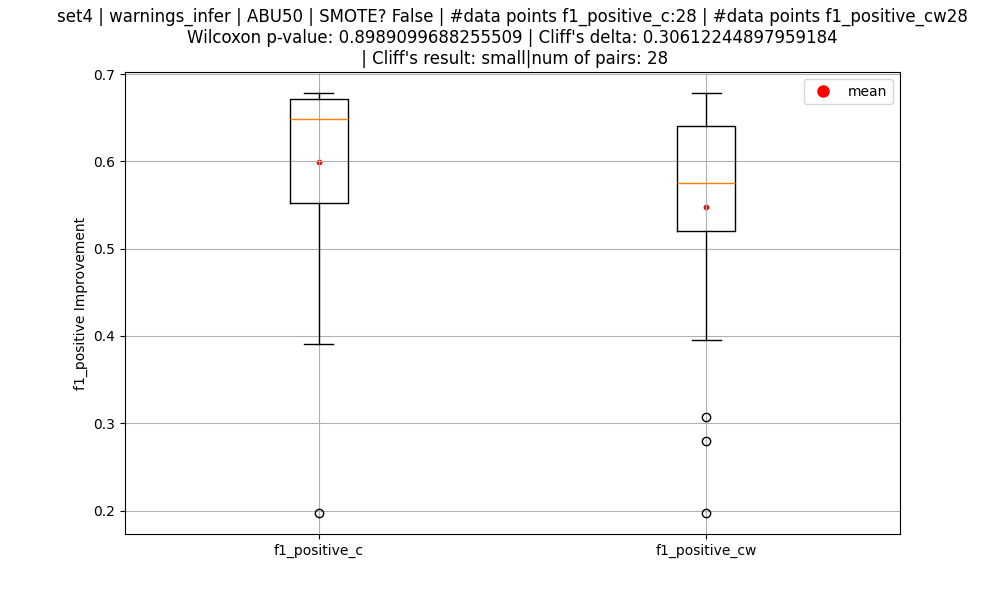 set4 | warnings_infer | ABU50 | SMOTE? False | #data points f1_positive_c:28 | #data points f1_positive_cw28
Wilcoxon p-value: 0.8989099688255509 | Cliff's delta: 0.30612244897959184
| Cliff's result: small|num of pairs: 28
mean
f1_positive Improvement
0.7
0.6
0.5
0.4
0.3
0.2
f1_positive_c
f1_positive_cw